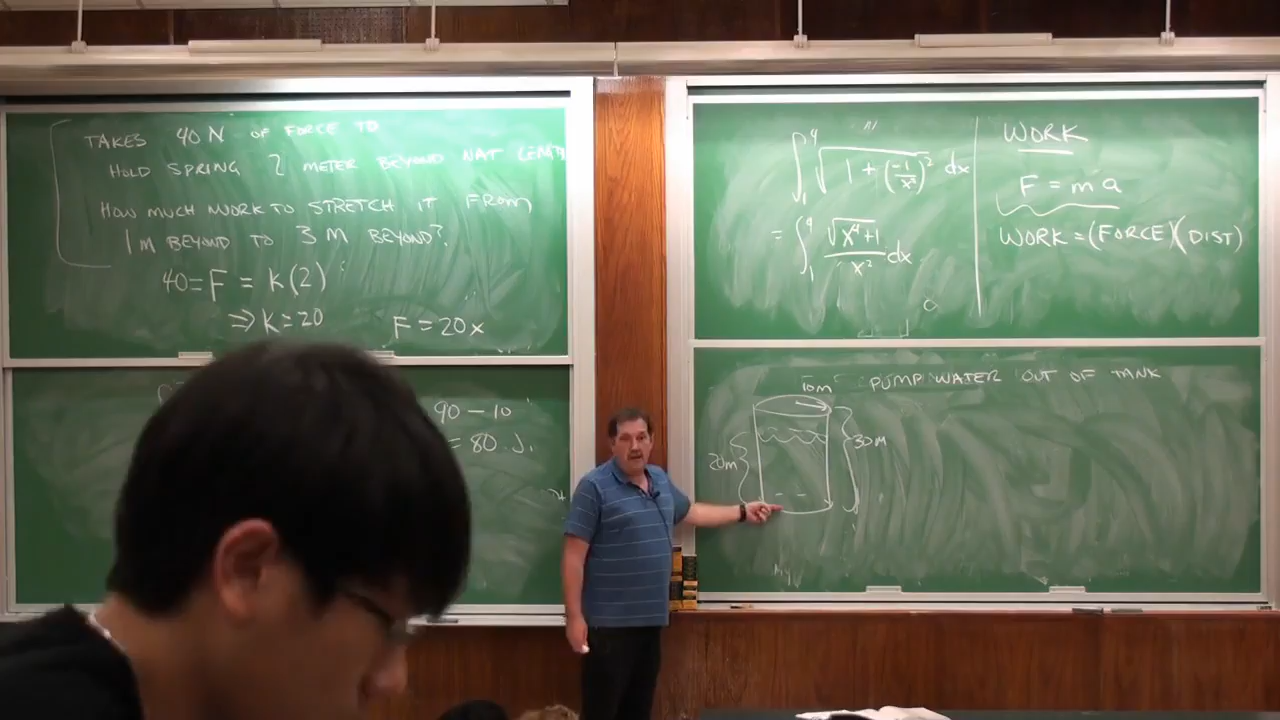 TAKES 40 N OF FORCE TO
HOLD SPRING 2 METER BEYOND NAT LENGTH
HOW MUCH WORK TO STRETCH IT FROM
1 M BEYOND TO 3 M BEYOND?
40 = F = K(2)
⇒ K = 20
F = 20x
90 - 10
= 80 J.
∫₁⁴ √(1 + (-1/x²)²) dx
= ∫₁⁴ √(x⁴+1)/x² dx
WORK
F = ma
WORK = (FORCE)(DIST)
PUMP WATER OUT OF TANK
10m
20m
30m